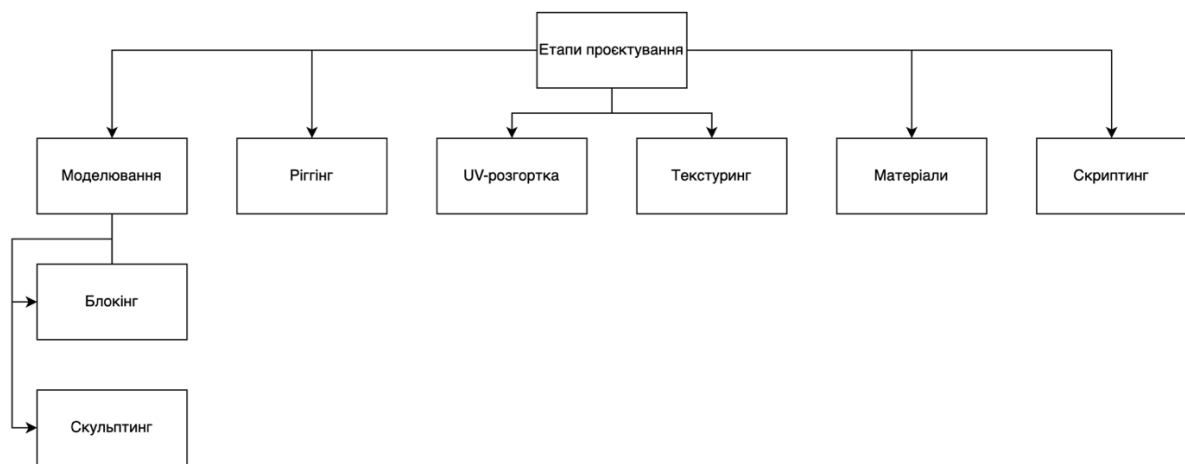 Етапи проєктування
Моделювання
Ріггінг
UV-розгортка
Текстуринг
Матеріали
Скриптинг
Блокінг
Скульптинг